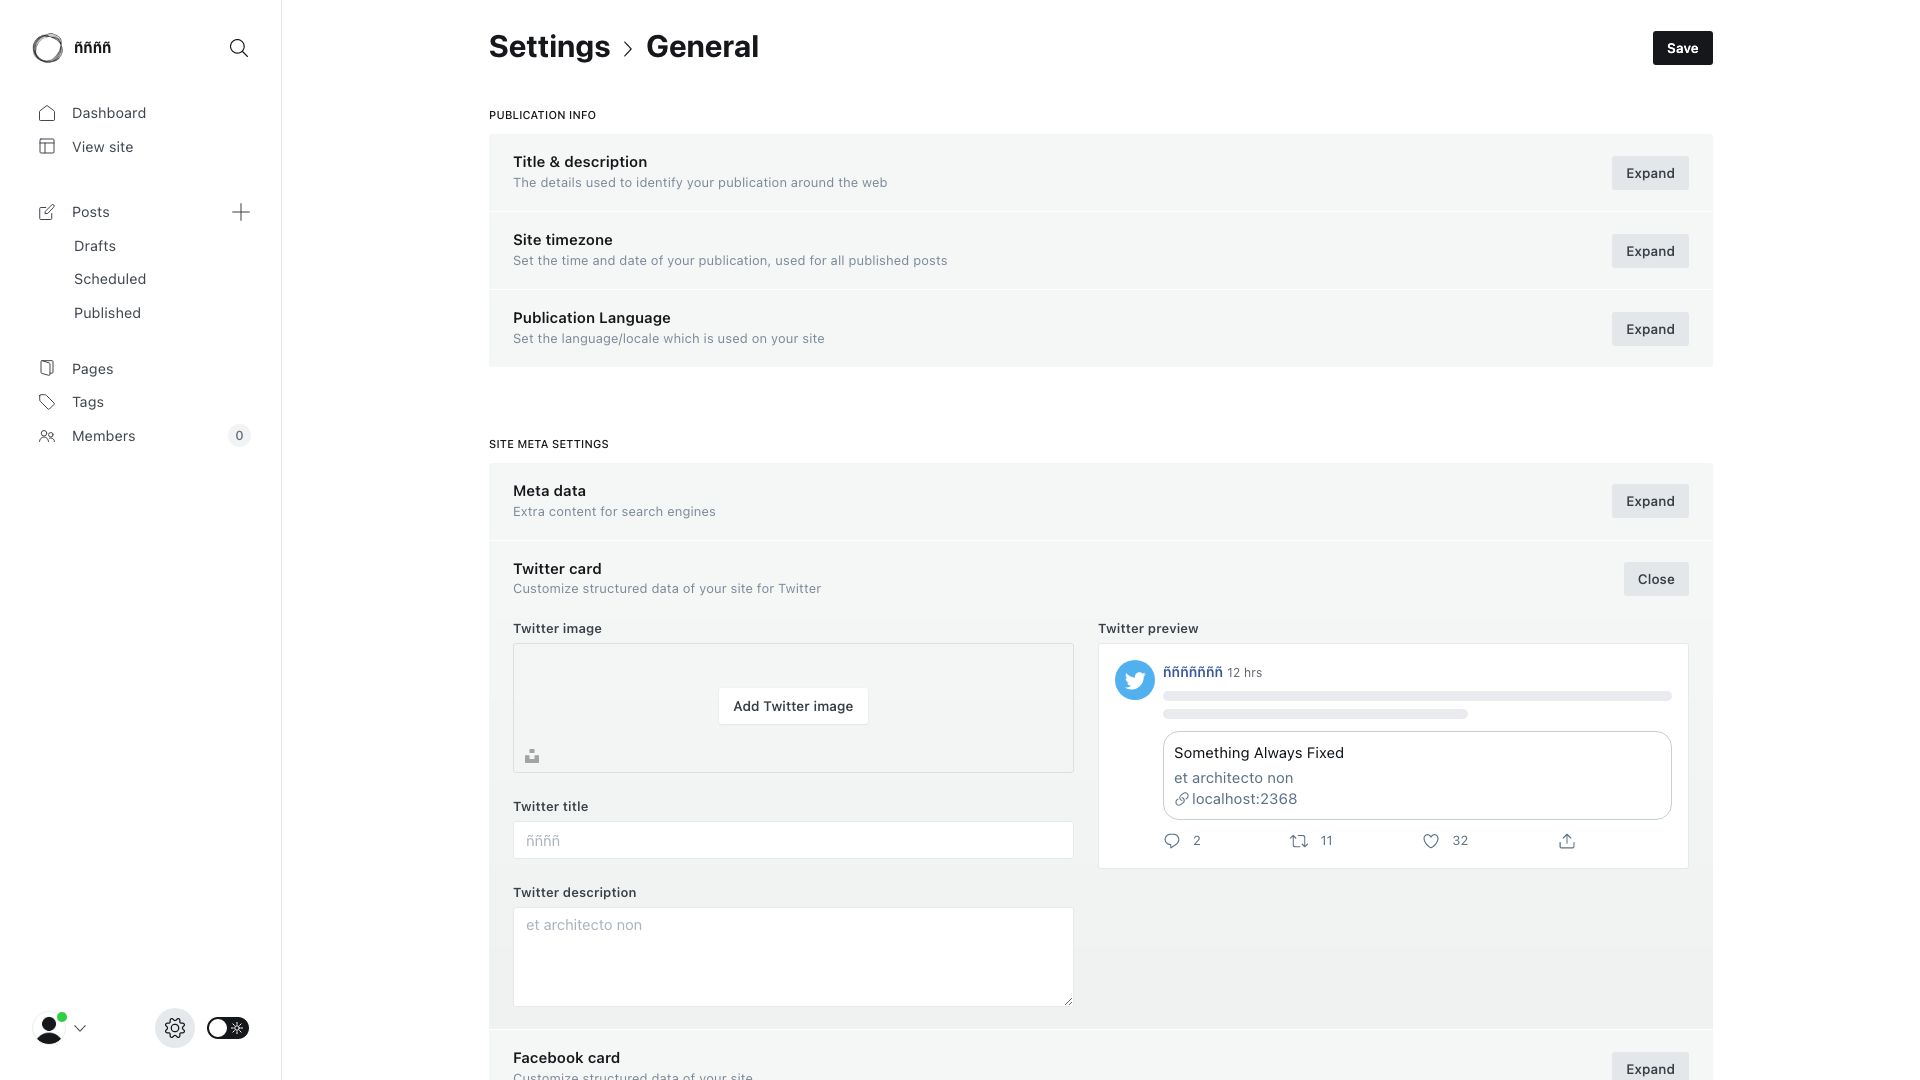 ññññ
Dashboard
View site
Posts
Drafts
Scheduled
Published
Pages
Tags
Members 0
Settings > General
Save
PUBLICATION INFO
Title & description
The details used to identify your publication around the web
Expand
Site timezone
Set the time and date of your publication, used for all published posts
Expand
Publication Language
Set the language/locale which is used on your site
Expand
SITE META SETTINGS
Meta data
Extra content for search engines
Expand
Twitter card
Customize structured data of your site for Twitter
Close
Twitter image
Add Twitter image
Twitter title
ññññ
Twitter description
et architecto non
Twitter preview
ñññññññ 12 hrs
Something Always Fixed
et architecto non
localhost:2368
2 11 32
Facebook card
Customize structured data of your site
Expand